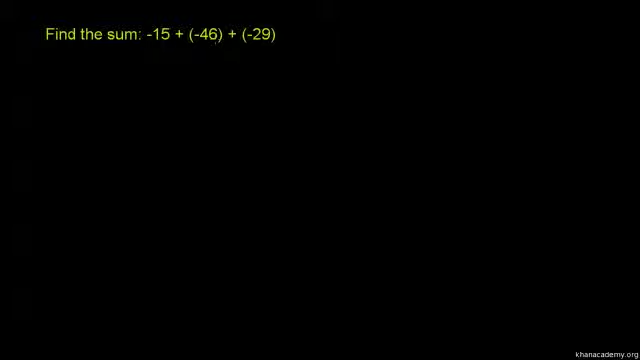 Find the sum: -15 + (-46) + (-29)
khanacademy.org